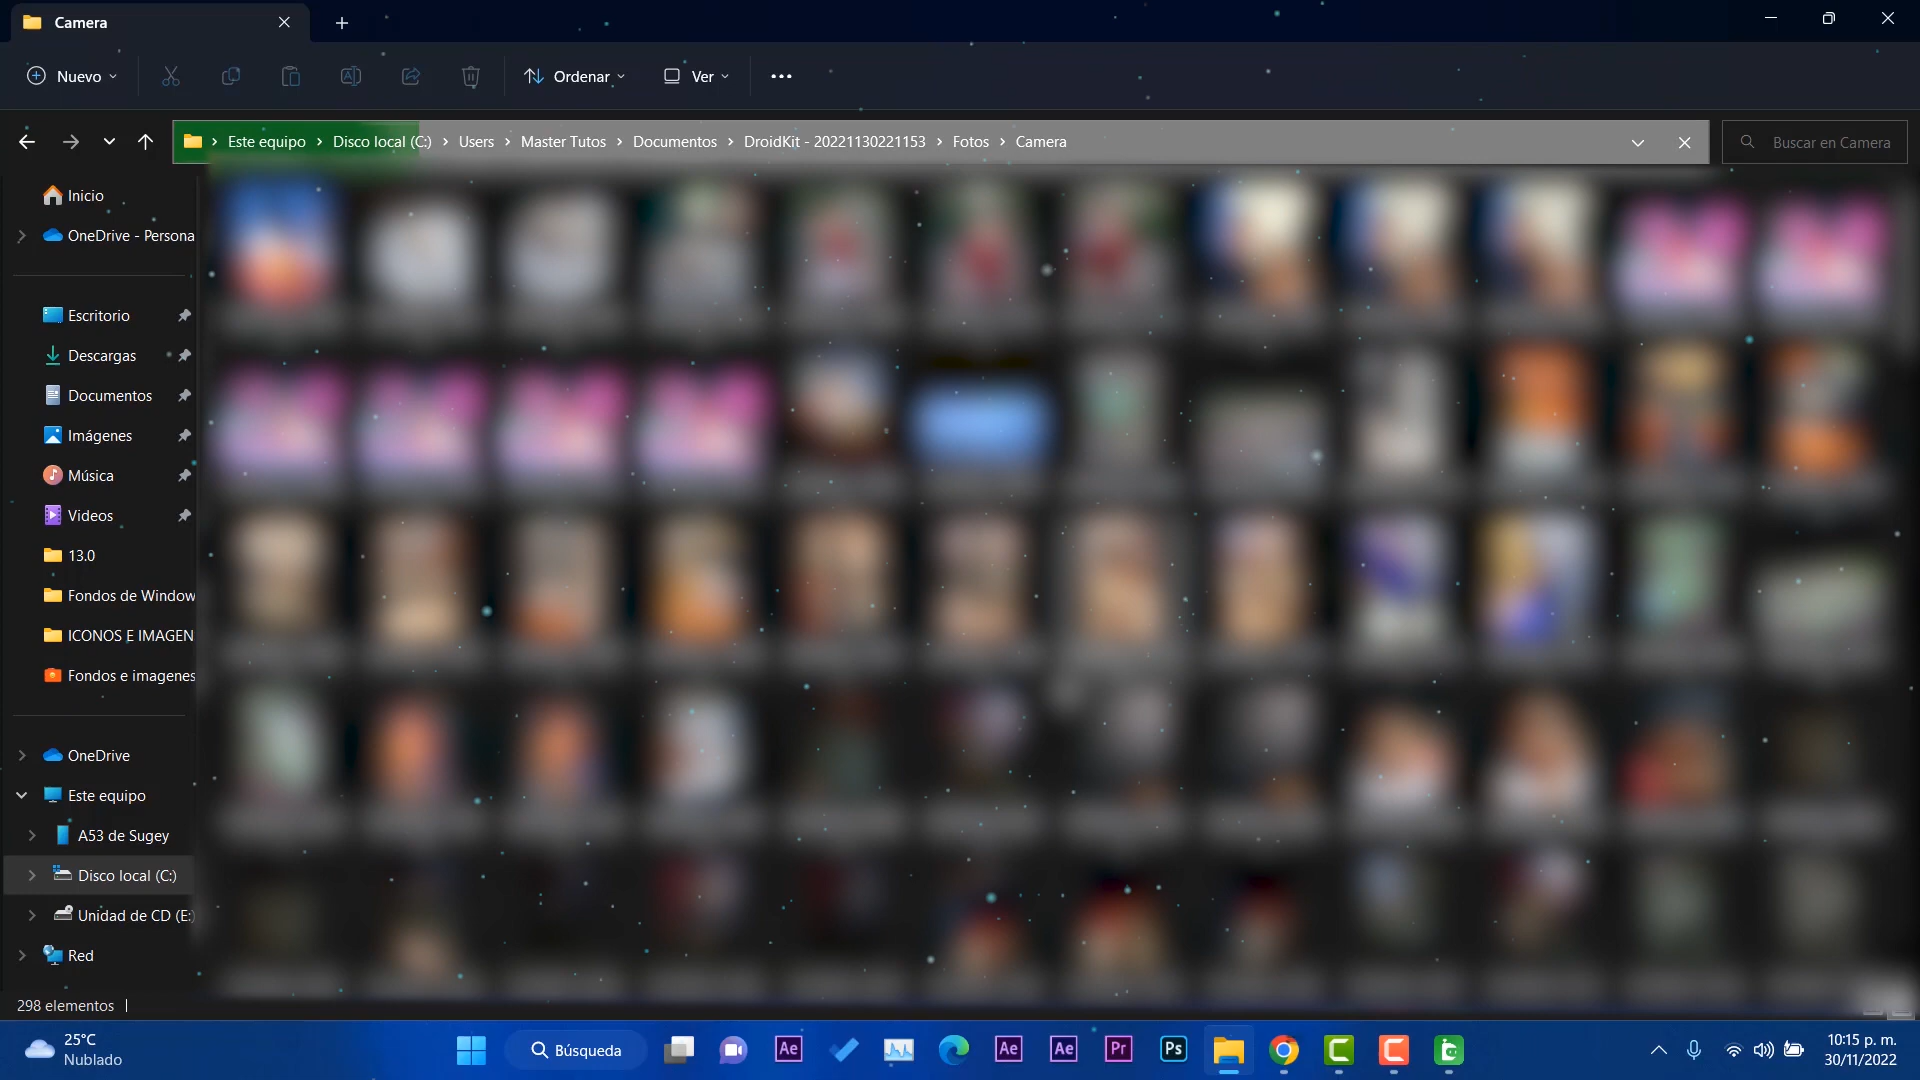 Camera
Nuevo
Ordenar
Ver
Este equipo > Disco local (C:) > Users > Master Tutos > Documentos > DroidKit - 20221130221153 > Fotos > Camera
Buscar en Camera
Inicio
OneDrive - Persona
Escritorio
Descargas
Documentos
Imágenes
Música
Videos
13.0
Fondos de Window
ICONOS E IMAGEN
Fondos e imagenes
OneDrive
Este equipo
A53 de Sugey
Disco local (C:)
Unidad de CD (E:
Red
298 elementos
25°C
Nublado
Búsqueda
Ae
Ae
Ae
Pr
Ps
10:15 p. m.
30/11/2022